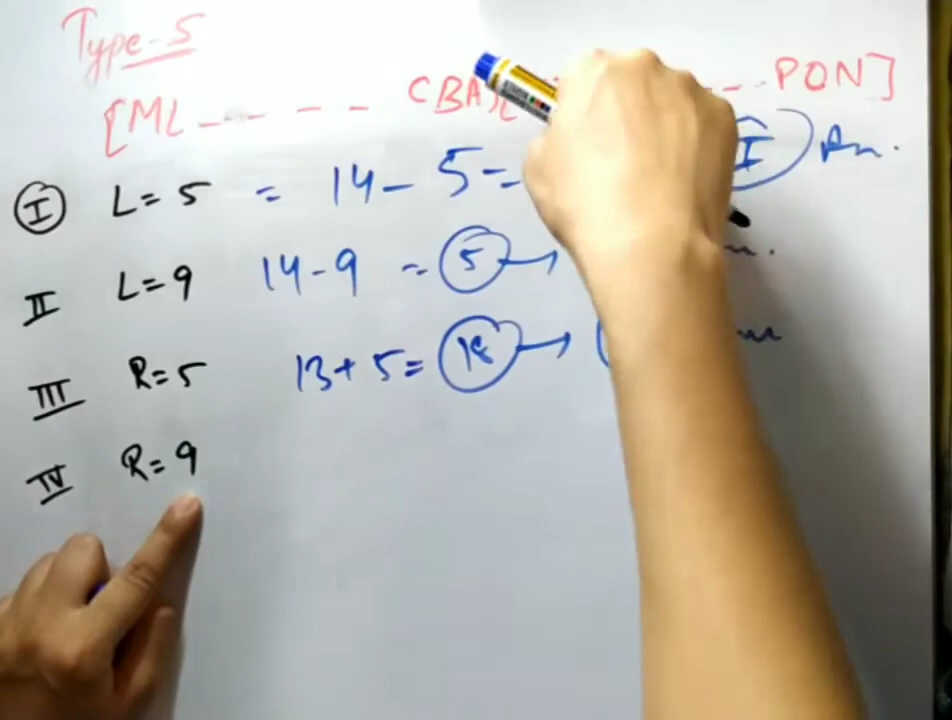 Type-5
[ML - - - - - CBA][ - - PON]
I L= 5 = 14 - 5 = I An.
II L= 9 14-9 = 5 →
III R= 5 13+5= 18 →
IV R= 9